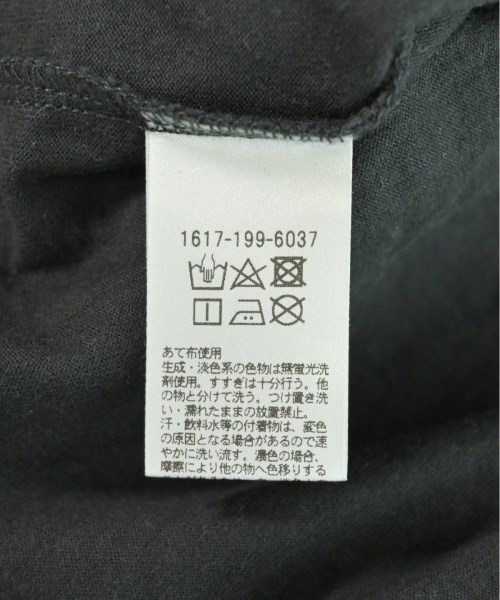 1617-199-6037
あて布使用
生成・淡色系の色物は無蛍光洗
剤使用。すすぎは十分行う。他
の物と分けて洗う。つけ置き洗
い・濡れたままの放置禁止。
汗・飲料水等の付着物は、変色
の原因となる場合があるので速
やかに洗い流す。濃色の場合、
摩擦により他の物へ色移りする